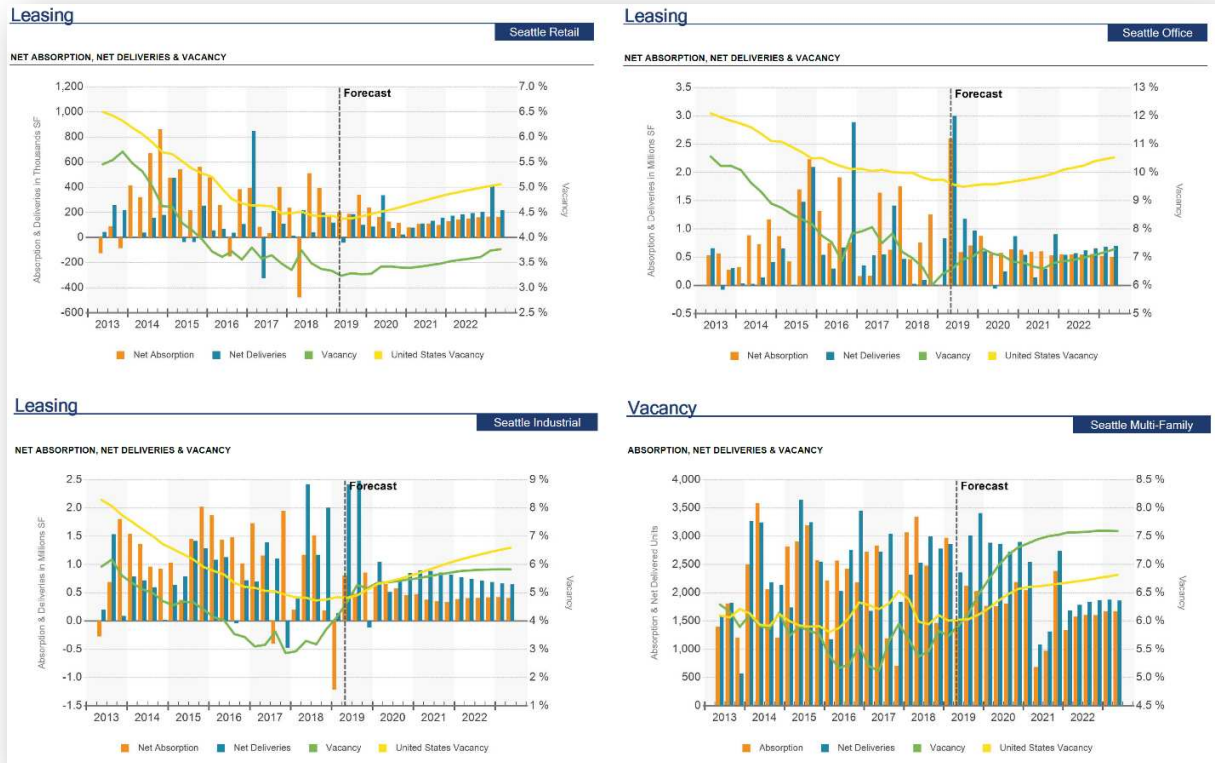 Leasing
Seattle Retail
NET ABSORPTION, NET DELIVERIES & VACANCY
Absorption & Deliveries in Thousands SF
1,200
1,000
800
600
400
200
0
-200
-400
-600
Forecast
7.0 %
6.5 %
6.0 %
5.5 %
5.0 %
4.5 %
4.0 %
3.5 %
3.0 %
2.5 %
Vacancy
2013 2014 2015 2016 2017 2018 2019 2020 2021 2022
Net Absorption Net Deliveries Vacancy United States Vacancy
Leasing
Seattle Office
NET ABSORPTION, NET DELIVERIES & VACANCY
Absorption & Deliveries in Millions SF
3.5
3.0
2.5
2.0
1.5
1.0
0.5
0.0
-0.5
Forecast
13 %
12 %
11 %
10 %
9 %
8 %
7 %
6 %
5 %
Vacancy
2013 2014 2015 2016 2017 2018 2019 2020 2021 2022
Net Absorption Net Deliveries Vacancy United States Vacancy
Leasing
Seattle Industrial
NET ABSORPTION, NET DELIVERIES & VACANCY
Absorption & Deliveries in Millions SF
2.5
2.0
1.5
1.0
0.5
0.0
-0.5
-1.0
-1.5
Forecast
9 %
8 %
7 %
6 %
5 %
4 %
3 %
2 %
1 %
Vacancy
2013 2014 2015 2016 2017 2018 2019 2020 2021 2022
Net Absorption Net Deliveries Vacancy United States Vacancy
Vacancy
Seattle Multi-Family
ABSORPTION, NET DELIVERIES & VACANCY
Absorption & Net Delivered Units
4,000
3,500
3,000
2,500
2,000
1,500
1,000
500
0
Forecast
8.5 %
8.0 %
7.5 %
7.0 %
6.5 %
6.0 %
5.5 %
5.0 %
4.5 %
Vacancy
2013 2014 2015 2016 2017 2018 2019 2020 2021 2022
Absorption Net Deliveries Vacancy United States Vacancy